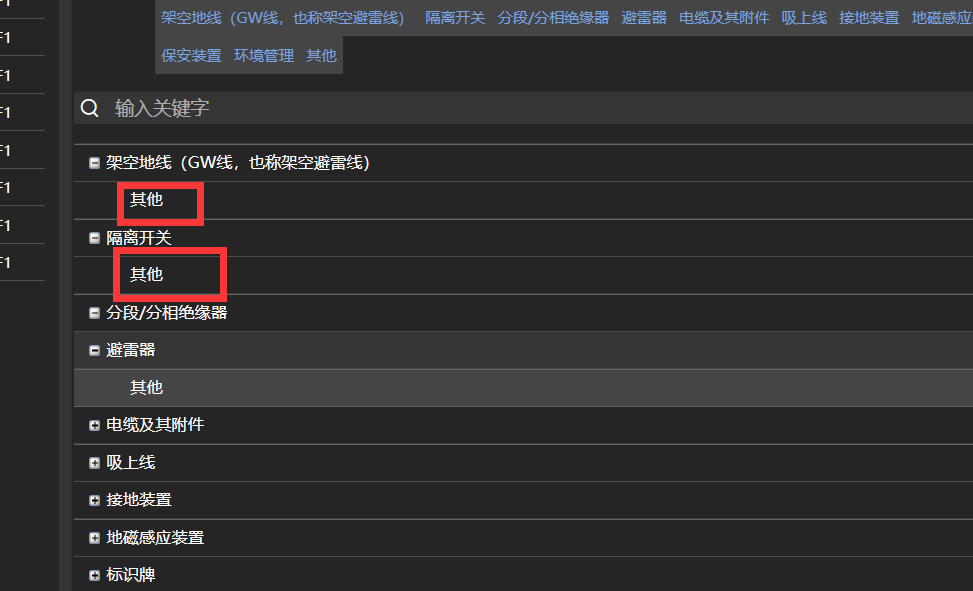 架空地线（GW线，也称架空避雷线） 隔离开关 分段/分相绝缘器 避雷器 电缆及其附件 吸上线 接地装置 地磁感应
保安装置 环境管理 其他
输入关键字
架空地线（GW线，也称架空避雷线）
其他
隔离开关
其他
分段/分相绝缘器
避雷器
其他
电缆及其附件
吸上线
接地装置
地磁感应装置
标识牌
F1
F1
F1
F1
F1
F1
F1